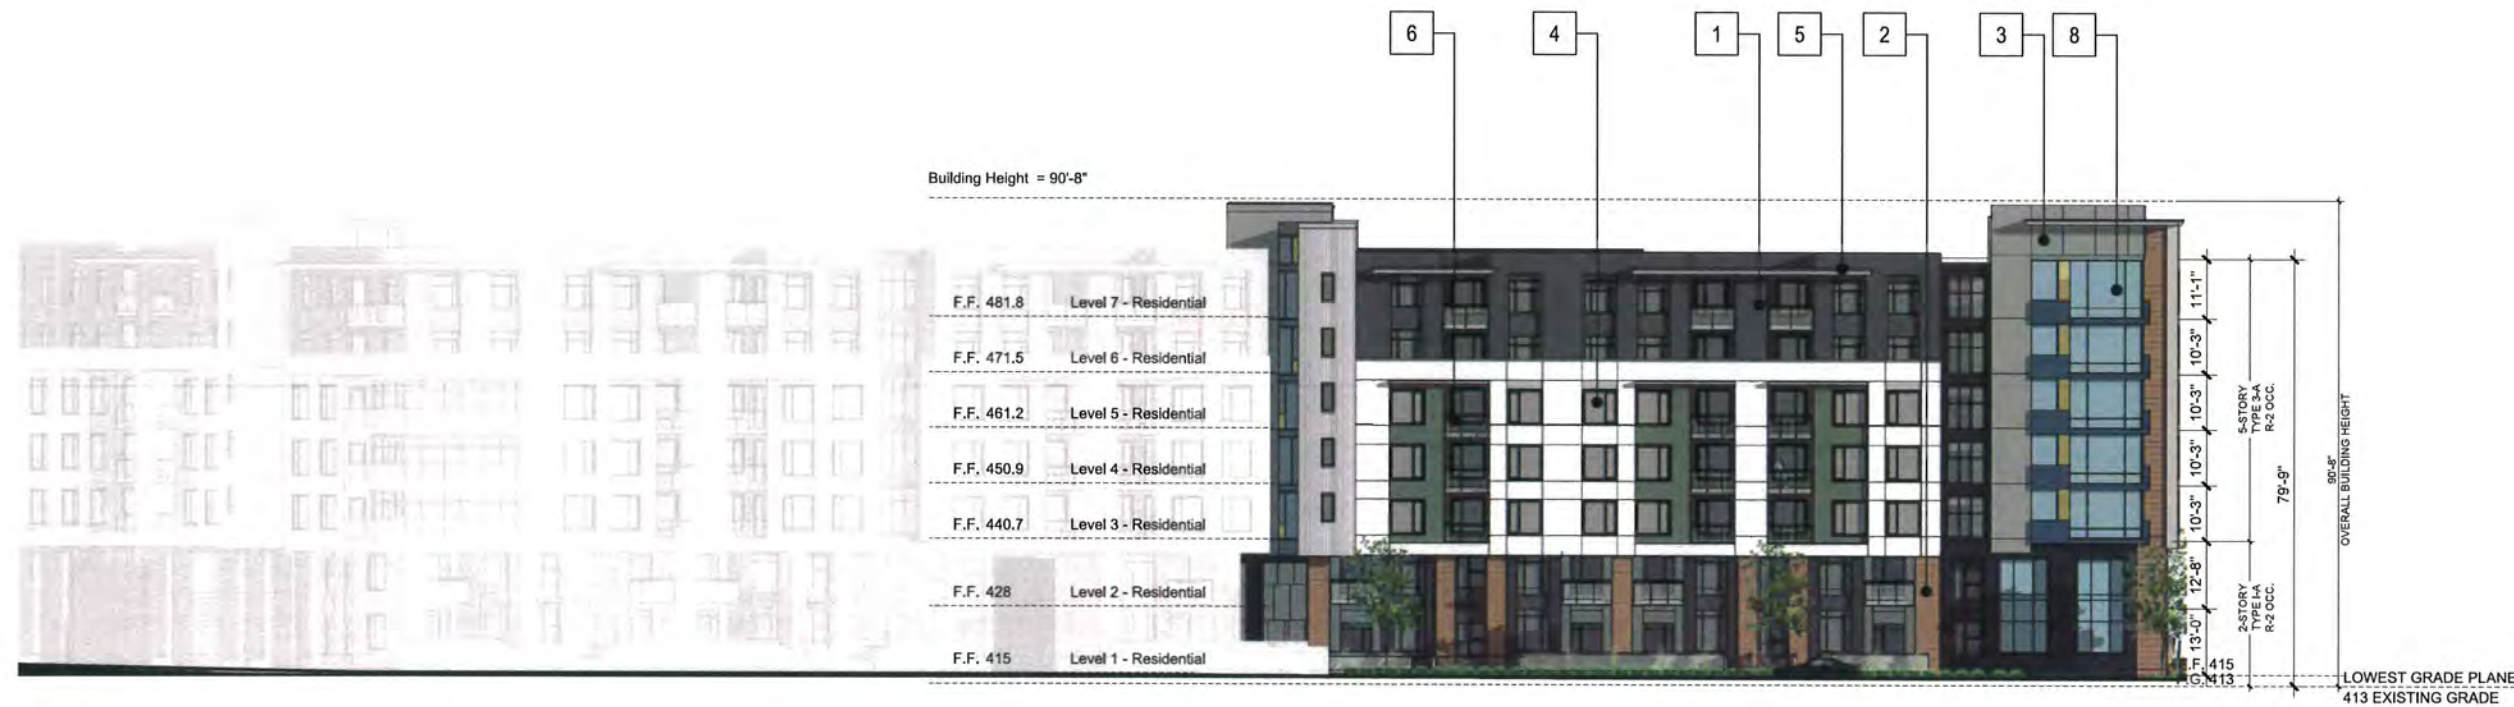 6
4
1
5
2
3
8
Building Height = 90'-8"
F.F. 481.8 Level 7 - Residential
F.F. 471.5 Level 6 - Residential
F.F. 461.2 Level 5 - Residential
F.F. 450.9 Level 4 - Residential
F.F. 440.7 Level 3 - Residential
F.F. 428 Level 2 - Residential
F.F. 415 Level 1 - Residential
11'-1"
10'-3"
10'-3"
10'-3"
10'-3"
12'-8"
13'-0"
.F. 415
.G. 413
5-STORY
TYPE 3-A
R-2 OCC.
2-STORY
TYPE I-A
R-2 OCC.
79'-9"
90'-8"
OVERALL BUILDING HEIGHT
LOWEST GRADE PLANE
413 EXISTING GRADE